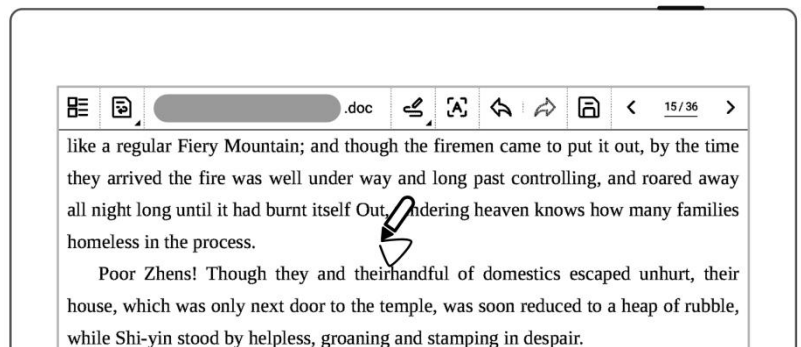 .doc
15 / 36
like a regular Fiery Mountain; and though the firemen came to put it out, by the time
they arrived the fire was well under way and long past controlling, and roared away
all night long until it had burnt itself Out, ndering heaven knows how many families
homeless in the process.
Poor Zhens! Though they and theirhandful of domestics escaped unhurt, their
house, which was only next door to the temple, was soon reduced to a heap of rubble,
while Shi-yin stood by helpless, groaning and stamping in despair.